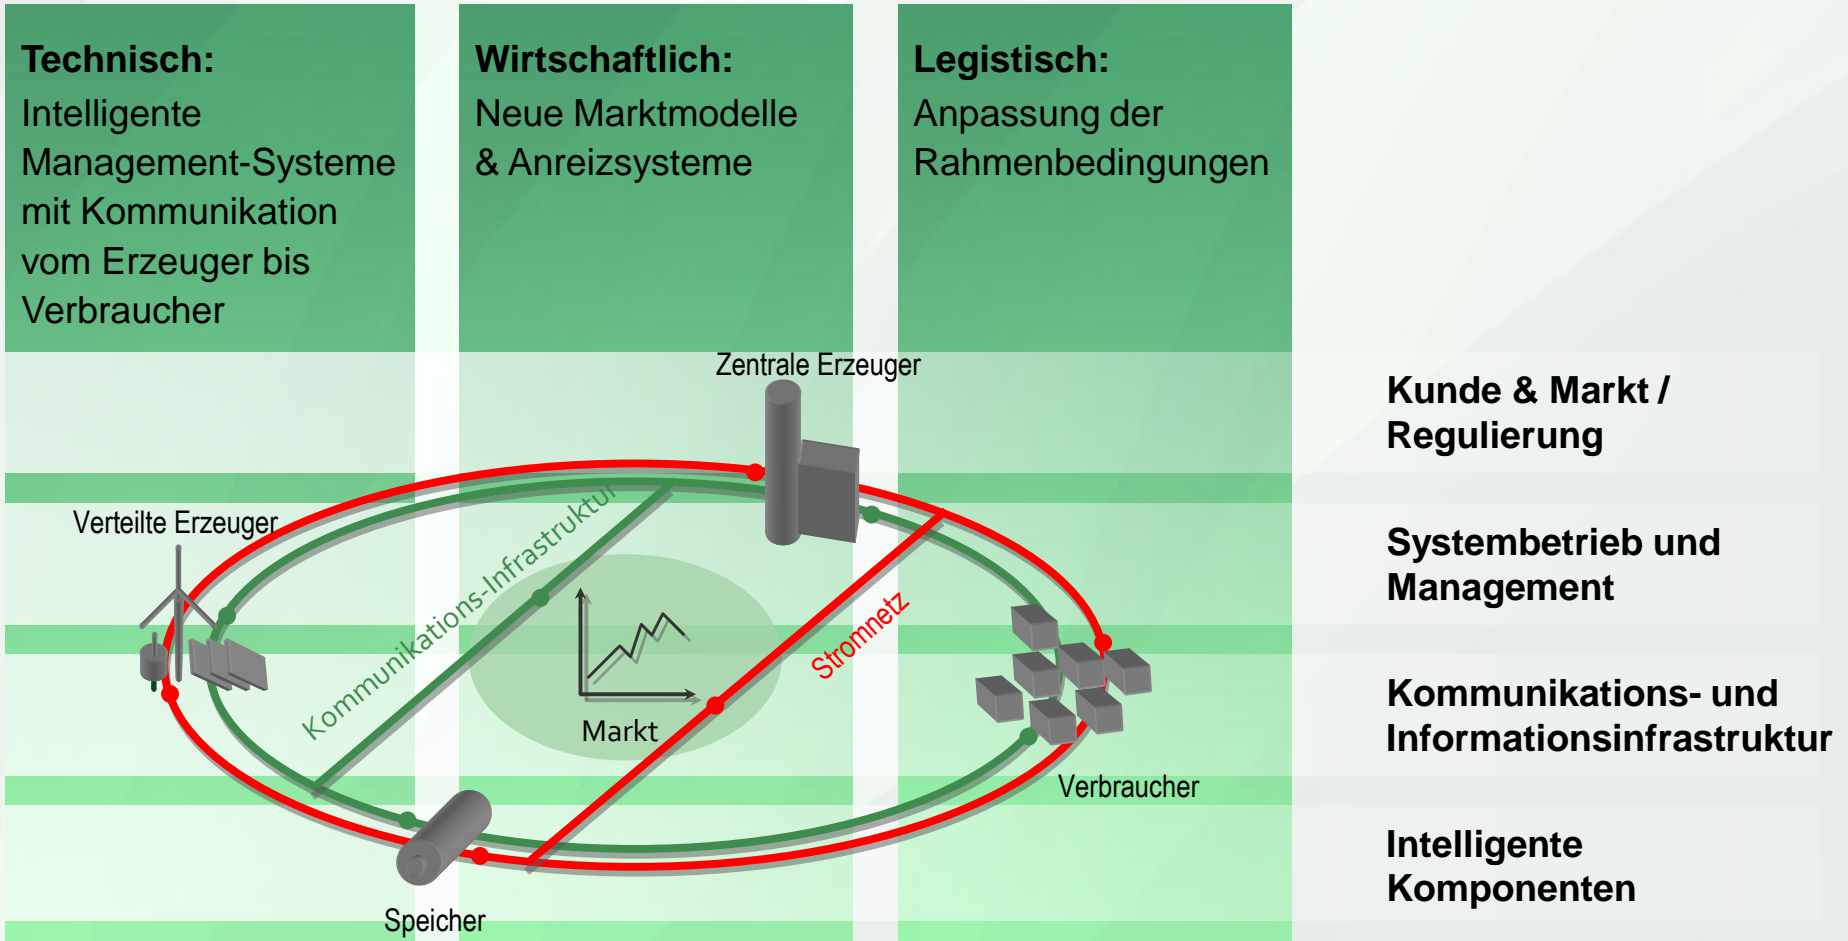 Technisch:
Intelligente
Management-Systeme
mit Kommunikation
vom Erzeuger bis
Verbraucher
Wirtschaftlich:
Neue Marktmodelle
& Anreizsysteme
Legistisch:
Anpassung der
Rahmenbedingungen
Zentrale Erzeuger
Verteilte Erzeuger
Kommunikations-Infrastruktur
Stromnetz
Markt
Verbraucher
Speicher
Kunde & Markt /
Regulierung
Systembetrieb und
Management
Kommunikations- und
Informationsinfrastruktur
Intelligente
Komponenten